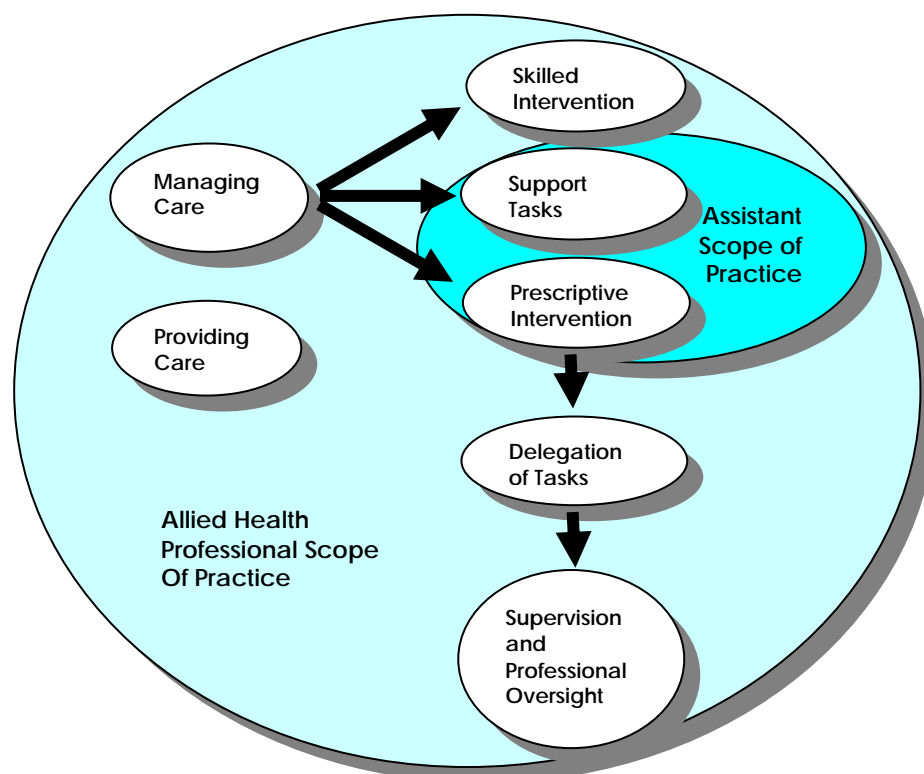 Skilled
Intervention
Managing
Care
Support
Tasks
Assistant
Scope of
Practice
Prescriptive
Intervention
Providing
Care
Delegation
of Tasks
Allied Health
Professional Scope
Of Practice
Supervision
and
Professional
Oversight